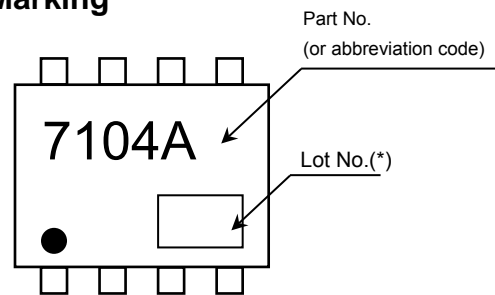 Marking
Part No.
(or abbreviation code)
7104A
Lot No.(*)